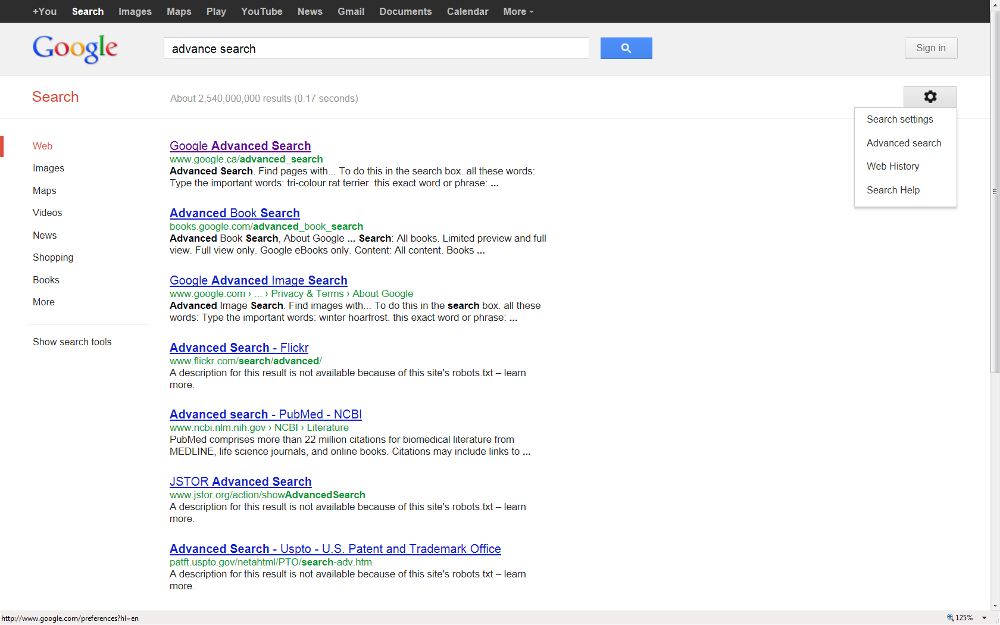 +You Search Images Maps Play YouTube News Gmail Documents Calendar More
Google
advance search
Sign in
Search
About 2,540,000,000 results (0.17 seconds)
Search settings
Advanced search
Web History
Search Help
Web
Images
Maps
Videos
News
Shopping
Books
More
Show search tools
Google Advanced Search
www.google.ca/advanced_search
Advanced Search. Find pages with... To do this in the search box. all these words:
Type the important words: tri-colour rat terrier. this exact word or phrase: ...
Advanced Book Search
books.google.com/advanced_book_search
Advanced Book Search, About Google ... Search: All books. Limited preview and full
view. Full view only. Google eBooks only. Content: All content. Books ...
Google Advanced Image Search
www.google.com › ... › Privacy & Terms › About Google
Advanced Image Search. Find images with... To do this in the search box. all these
words: Type the important words: winter hoarfrost. this exact word or phrase: ...
Advanced Search - Flickr
www.flickr.com/search/advanced/
A description for this result is not available because of this site's robots.txt – learn
more.
Advanced search - PubMed - NCBI
www.ncbi.nlm.nih.gov › NCBI › Literature
PubMed comprises more than 22 million citations for biomedical literature from
MEDLINE, life science journals, and online books. Citations may include links to ...
JSTOR Advanced Search
www.jstor.org/action/showAdvancedSearch
A description for this result is not available because of this site's robots.txt – learn
more.
Advanced Search - Uspto - U.S. Patent and Trademark Office
patft.uspto.gov/netahtml/PTO/search-adv.htm
A description for this result is not available because of this site's robots.txt – learn
more.
http://www.google.com/preferences?hl=en
125%